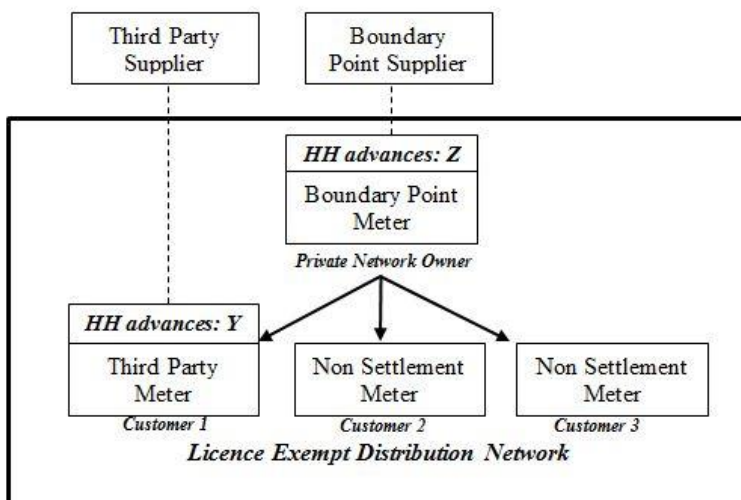 Third Party
Supplier
Boundary
Point Supplier
HH advances: Z
Boundary Point
Meter
Private Network Owner
HH advances: Y
Third Party
Meter
Customer 1
Non Settlement
Meter
Customer 2
Non Settlement
Meter
Customer 3
Licence Exempt Distribution Network